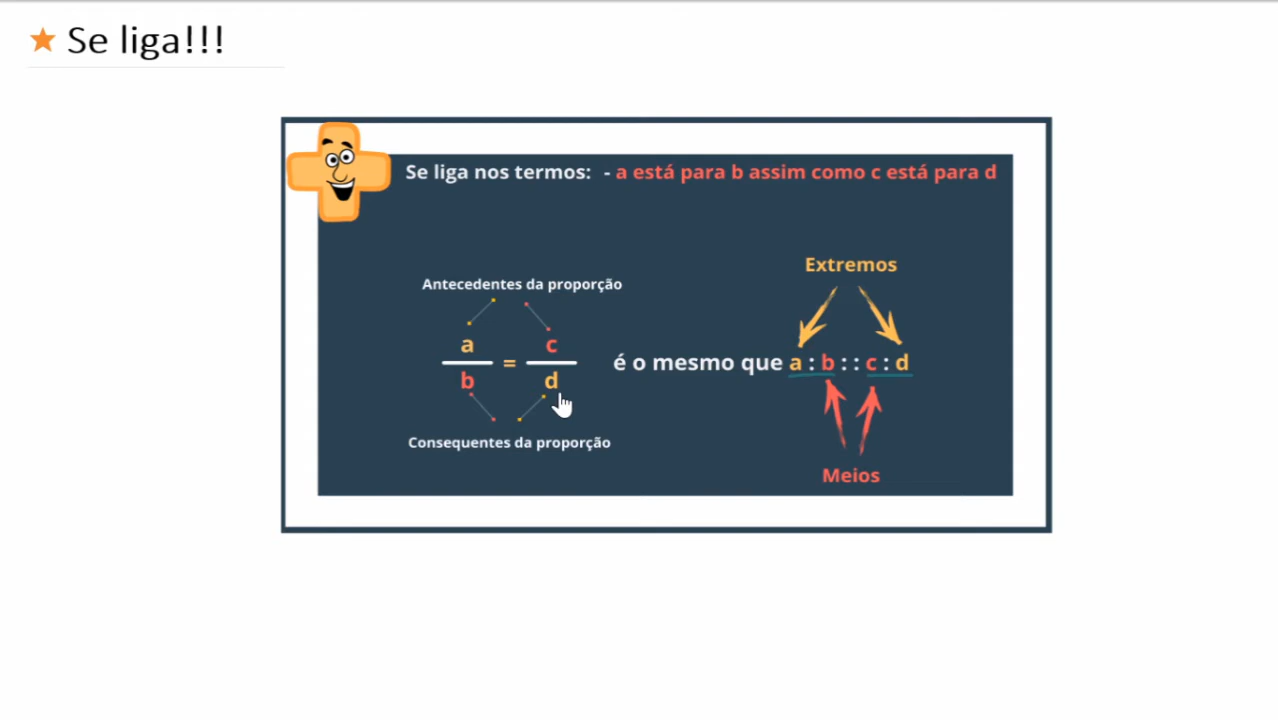 Se liga!!!
Se liga nos termos: - a está para b assim como c está para d
Extremos
Antecedentes da proporção
a = c
b d
é o mesmo que a : b : : c : d
Consequentes da proporção
Meios